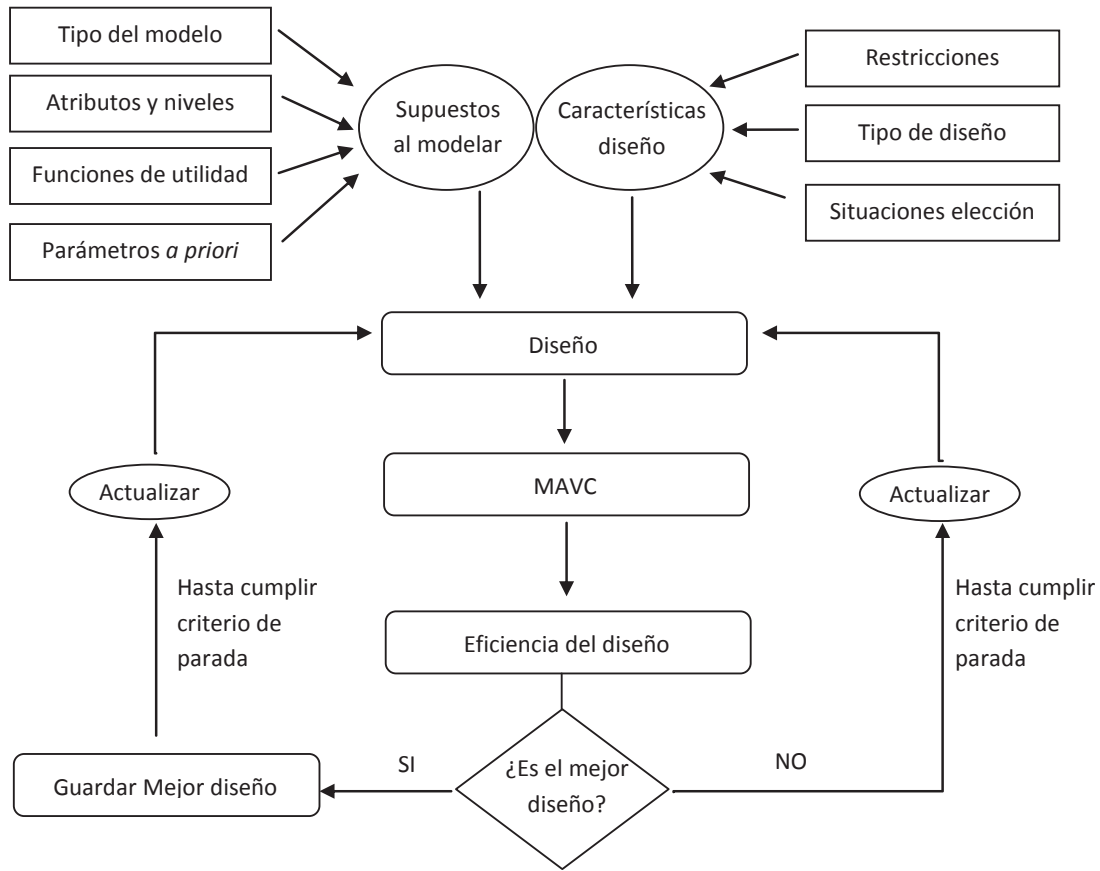 Tipo del modelo
Atributos y niveles
Funciones de utilidad
Parámetros a priori
Supuestos
al modelar
Características
diseño
Restricciones
Tipo de diseño
Situaciones elección
Diseño
MAVC
Eficiencia del diseño
¿Es el mejor
diseño?
SI
NO
Guardar Mejor diseño
Hasta cumplir
criterio de
parada
Actualizar
Hasta cumplir
criterio de
parada
Actualizar